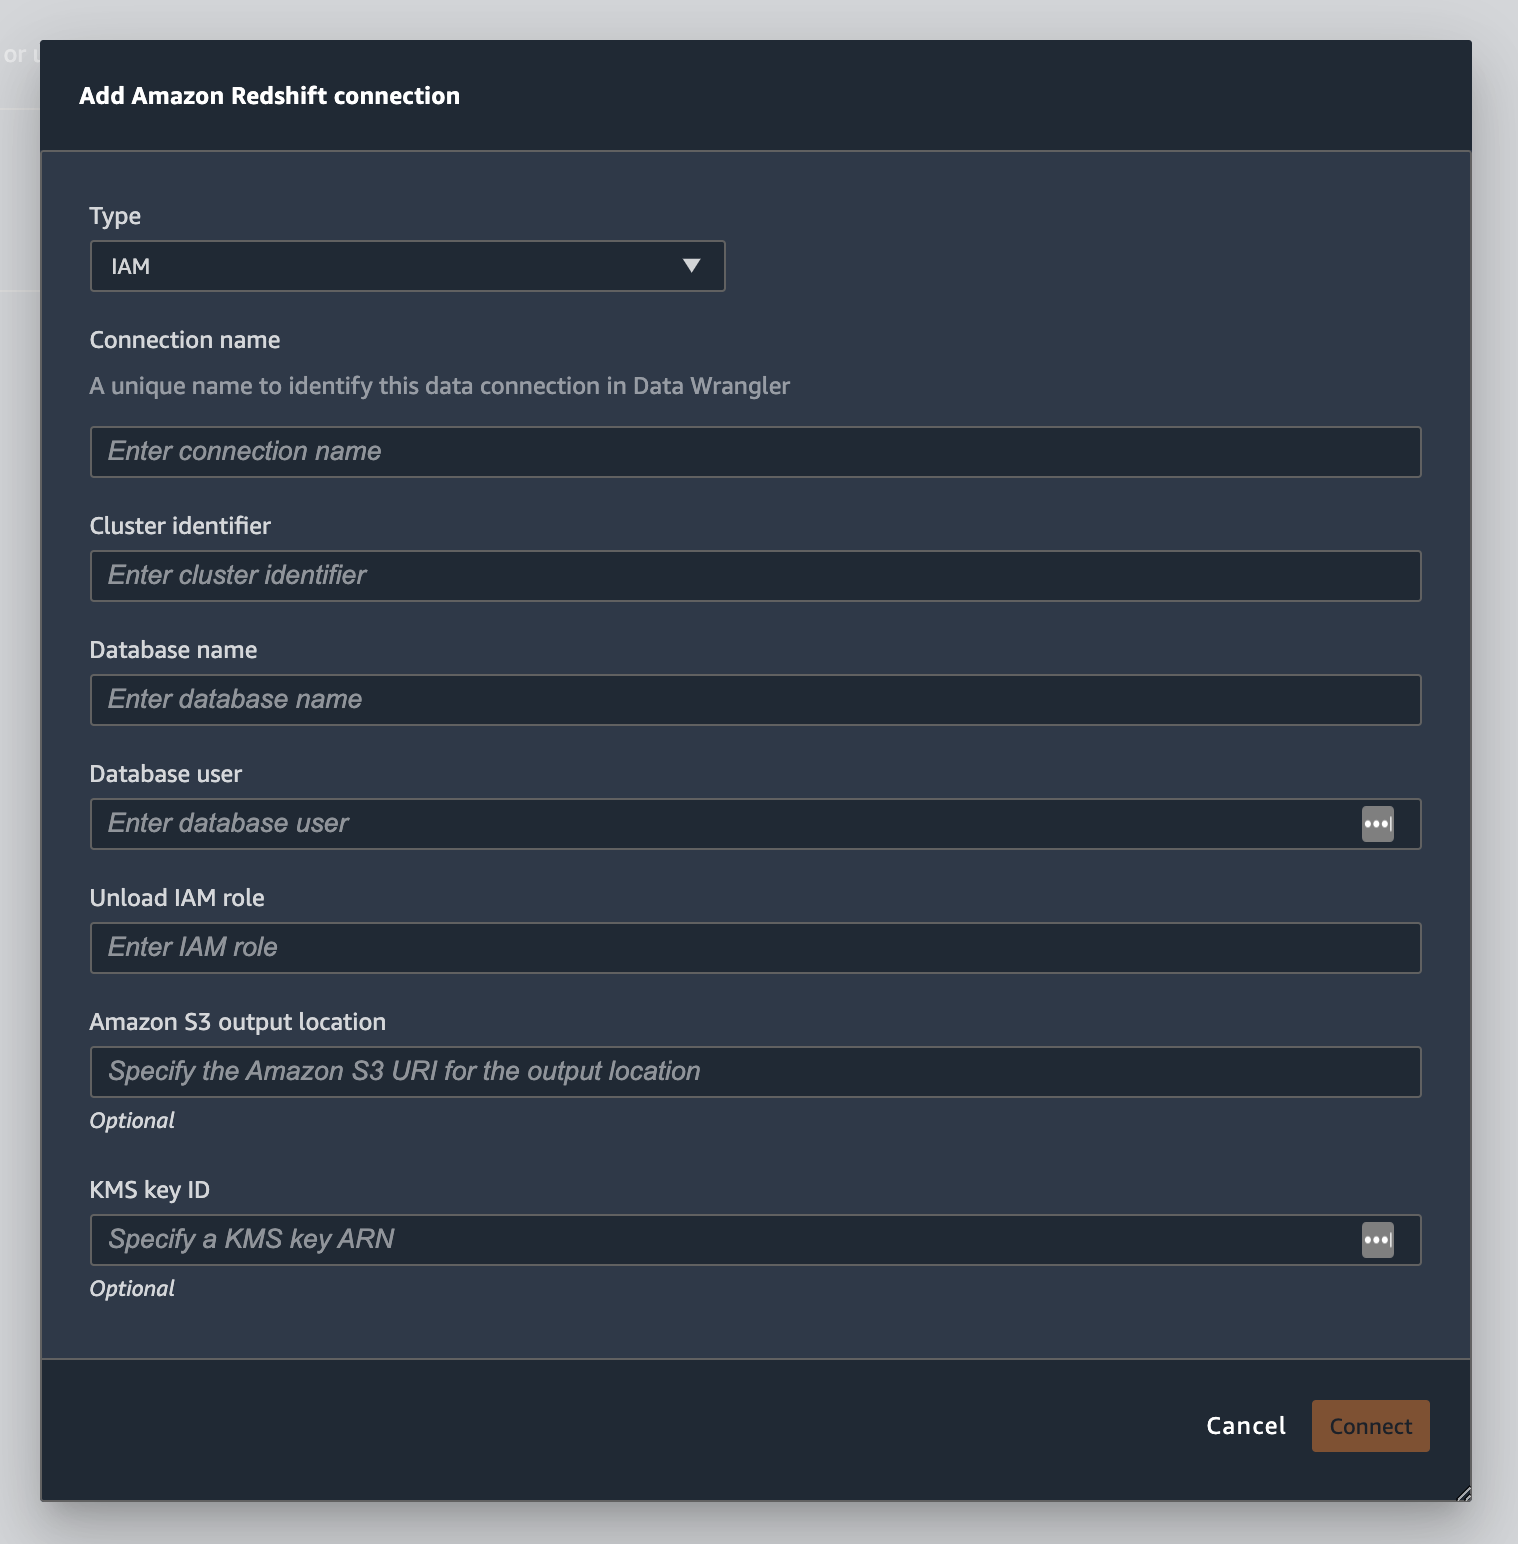 or
Add Amazon Redshift connection
Type
IAM
Connection name
A unique name to identify this data connection in Data Wrangler
Enter connection name
Cluster identifier
Enter cluster identifier
Database name
Enter database name
Database user
Enter database user
Unload IAM role
Enter IAM role
Amazon S3 output location
Specify the Amazon S3 URI for the output location
Optional
KMS key ID
Specify a KMS key ARN
Optional
Cancel
Connect